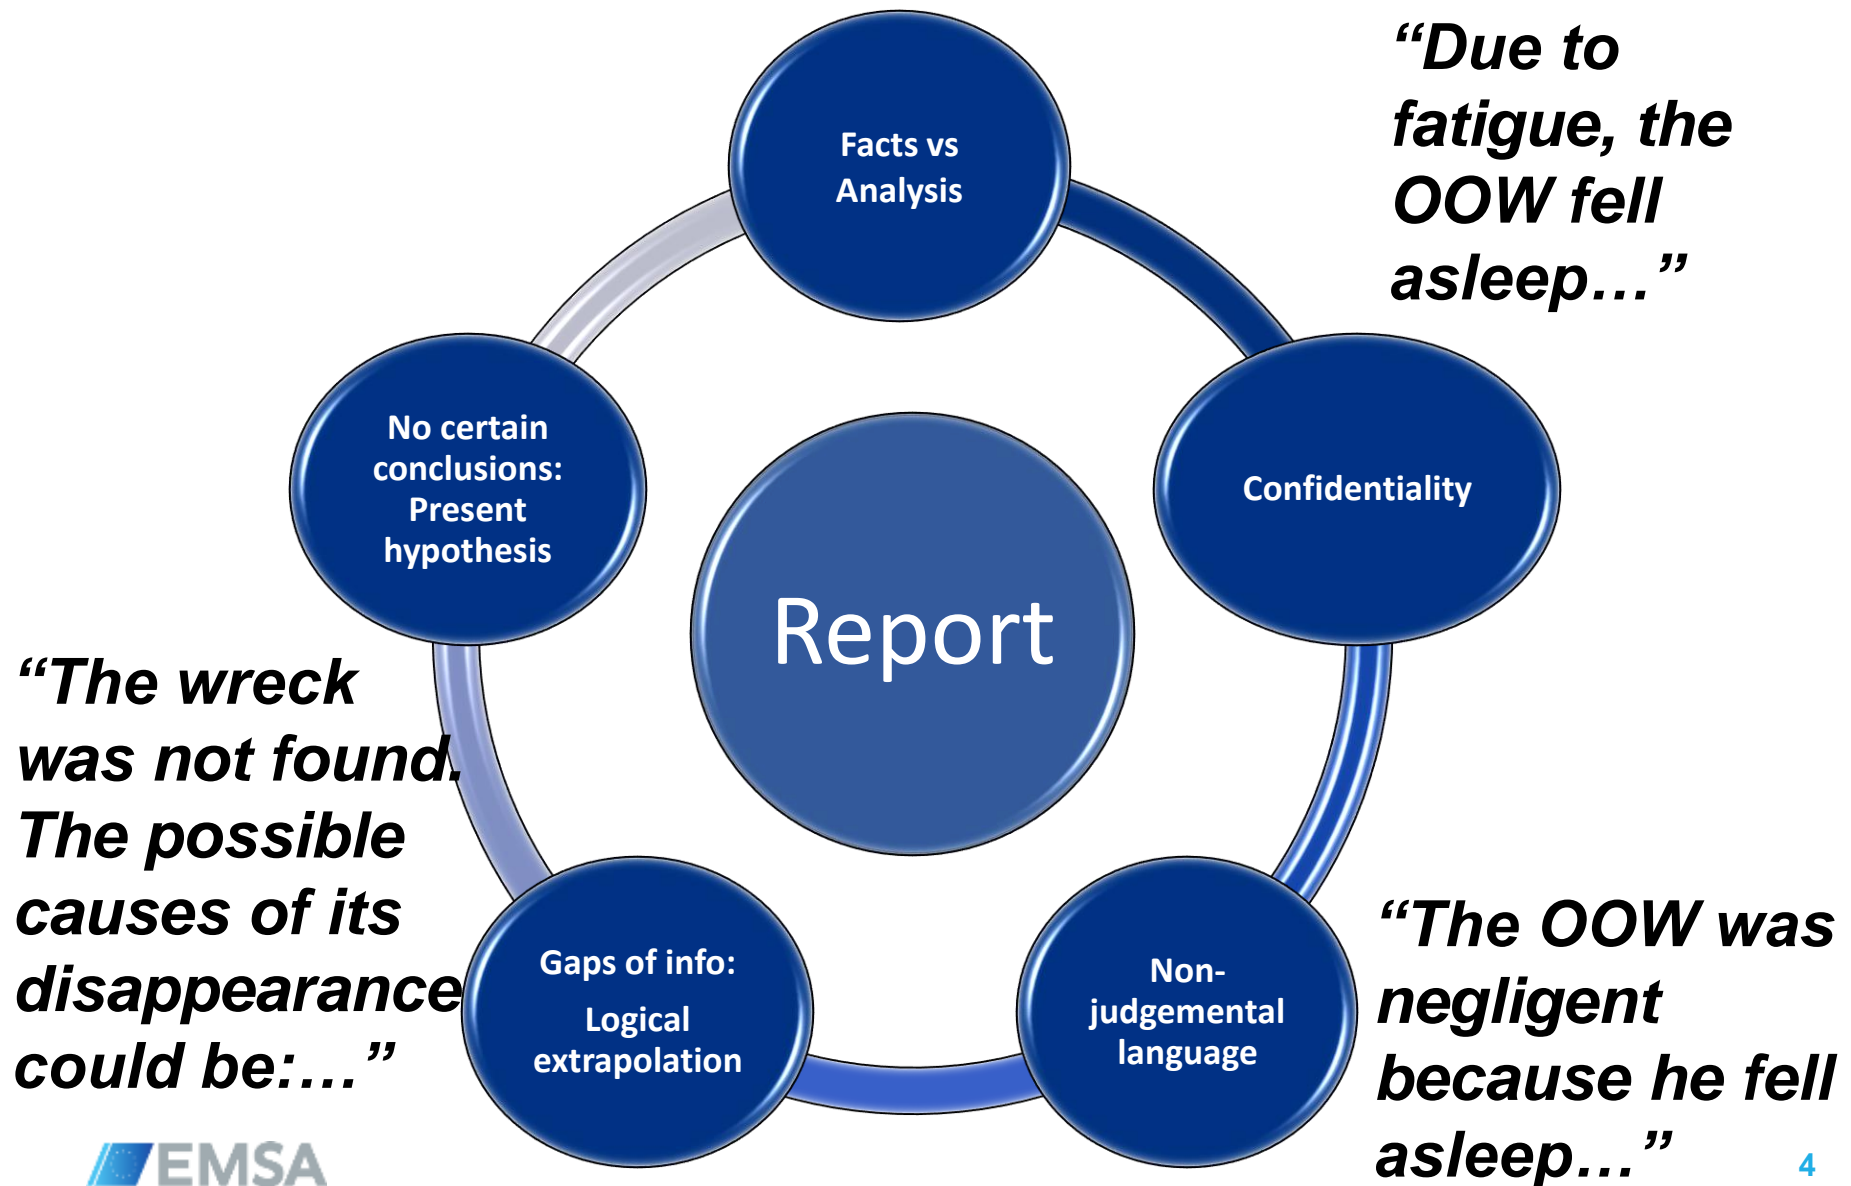 Facts vs
Analysis
“Due to
fatigue, the
OOW fell
asleep…”
No certain
conclusions:
Present
hypothesis
Confidentiality
Report
“The wreck
was not found.
The possible
causes of its
disappearance
could be:…”
Gaps of info:
Logical
extrapolation
Non-
judgemental
language
“The OOW was
negligent
because he fell
asleep…”
EMSA
4